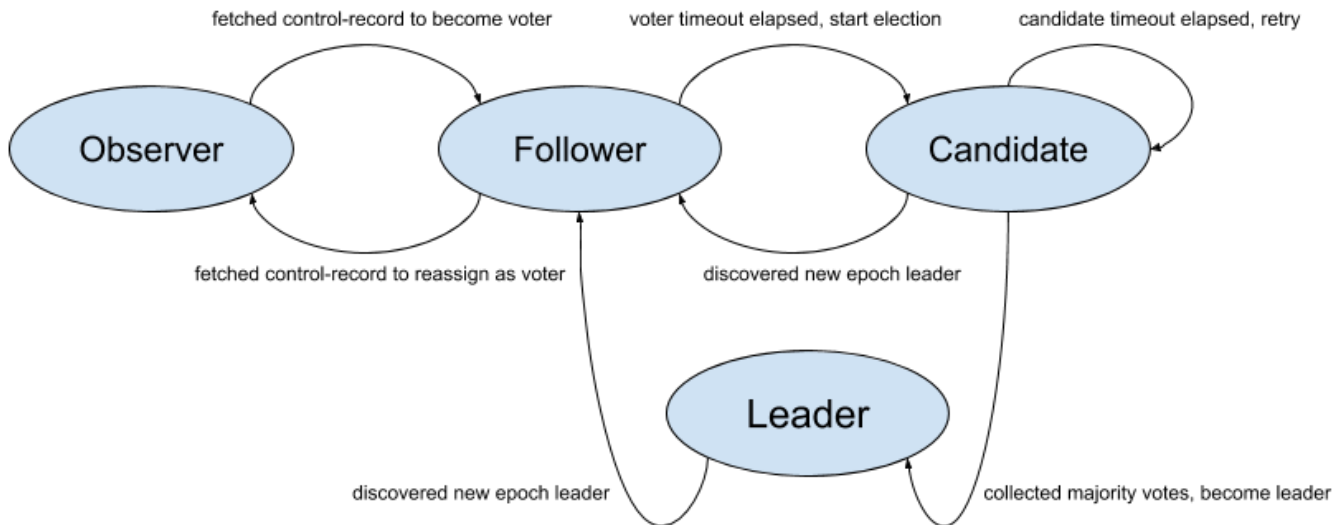 fetched control-record to become voter
voter timeout elapsed, start election
candidate timeout elapsed, retry
Observer
Follower
Candidate
fetched control-record to reassign as voter
discovered new epoch leader
Leader
discovered new epoch leader
collected majority votes, become leader